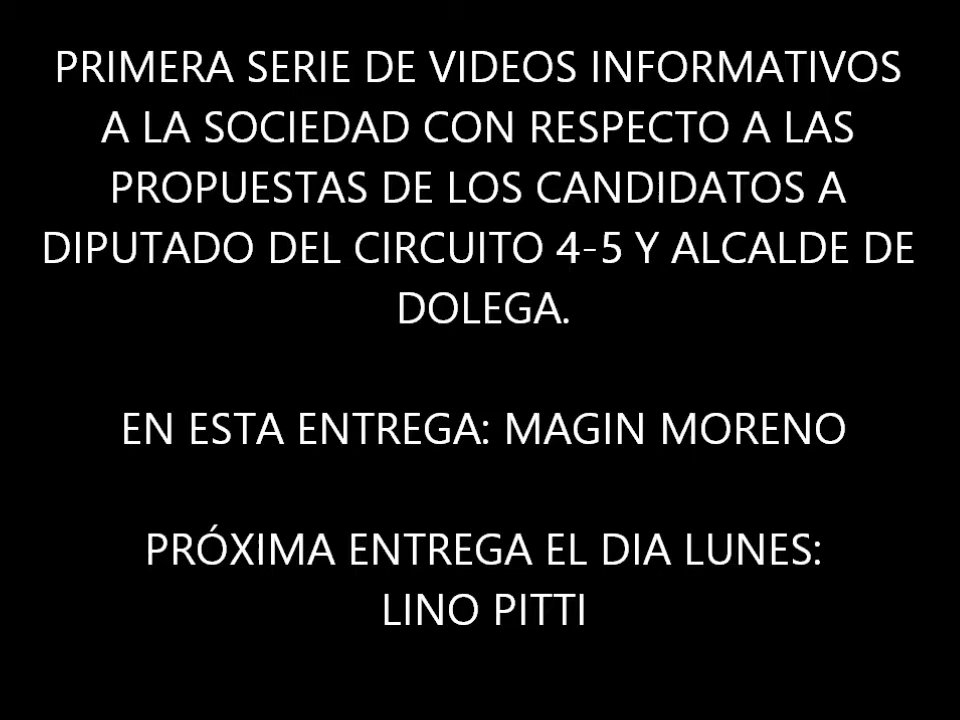 PRIMERA SERIE DE VIDEOS INFORMATIVOS
A LA SOCIEDAD CON RESPECTO A LAS
PROPUESTAS DE LOS CANDIDATOS A
DIPUTADO DEL CIRCUITO 4-5 Y ALCALDE DE
DOLEGA.
EN ESTA ENTREGA: MAGIN MORENO
PRÓXIMA ENTREGA EL DIA LUNES:
LINO PITTI